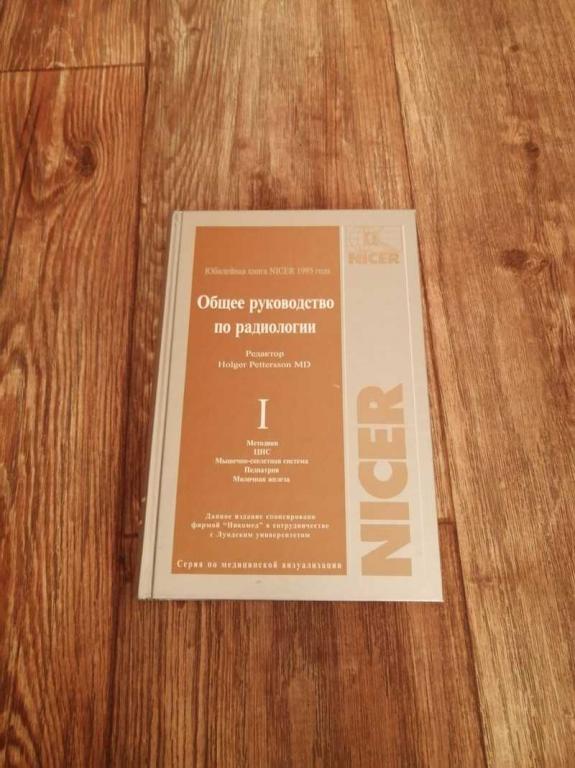 Юбилейная книга NICER 1995 года
Общее руководство
по радиологии
Редактор
Holger Pettersson MD
I
Методики
ЦНС
Мышечно-скелетная система
Педиатрия
Молочная железа
Данное издание спонсировано
фирмой "Никомед" в сотрудничестве
с Лундским университетом
Серия по медицинской визуализации
NICER
NICER